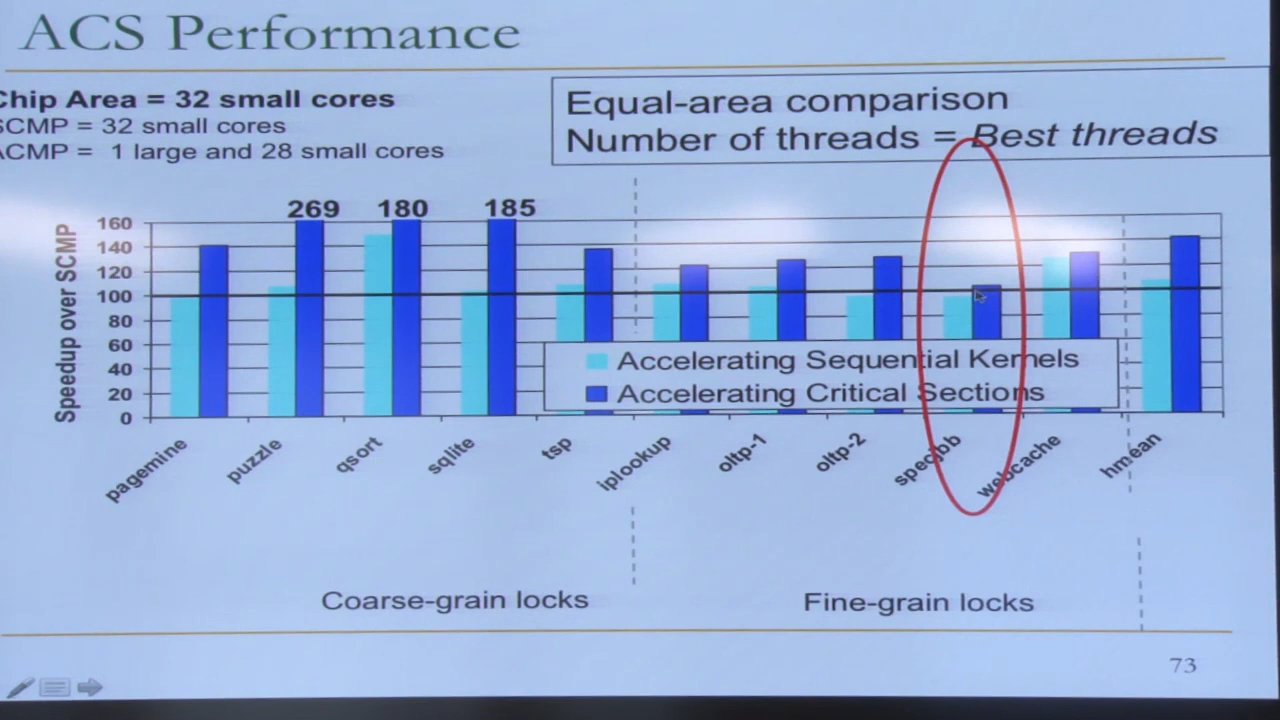 ACS Performance
Chip Area = 32 small cores
SCMP = 32 small cores
ACMP = 1 large and 28 small cores
Equal-area comparison
Number of threads = Best threads
269 180 185
Speedup over SCMP
160
140
120
100
80
60
40
20
0
Accelerating Sequential Kernels
Accelerating Critical Sections
pagemine
puzzle
qsort
sqlite
tsp
iplookup
oltp-1
oltp-2
specjbb
webcache
hmean
Coarse-grain locks
Fine-grain locks
73